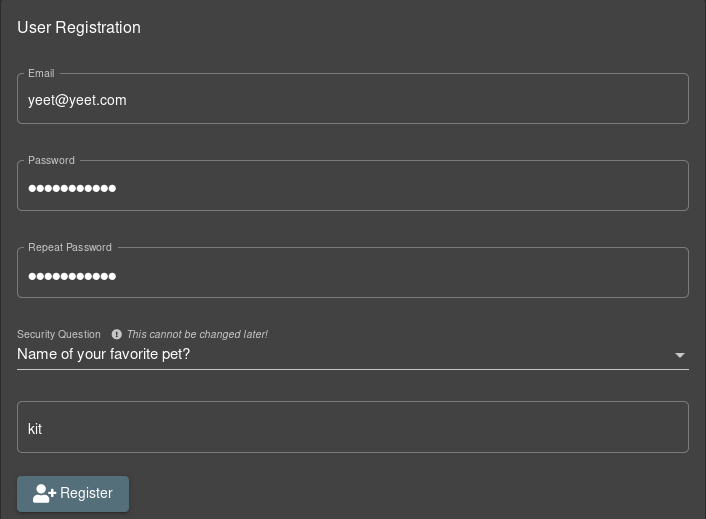 User Registration
Email
yeet@yeet.com
Password
•••••••••••
Repeat Password
•••••••••••
Security Question This cannot be changed later!
Name of your favorite pet?
kit
Register